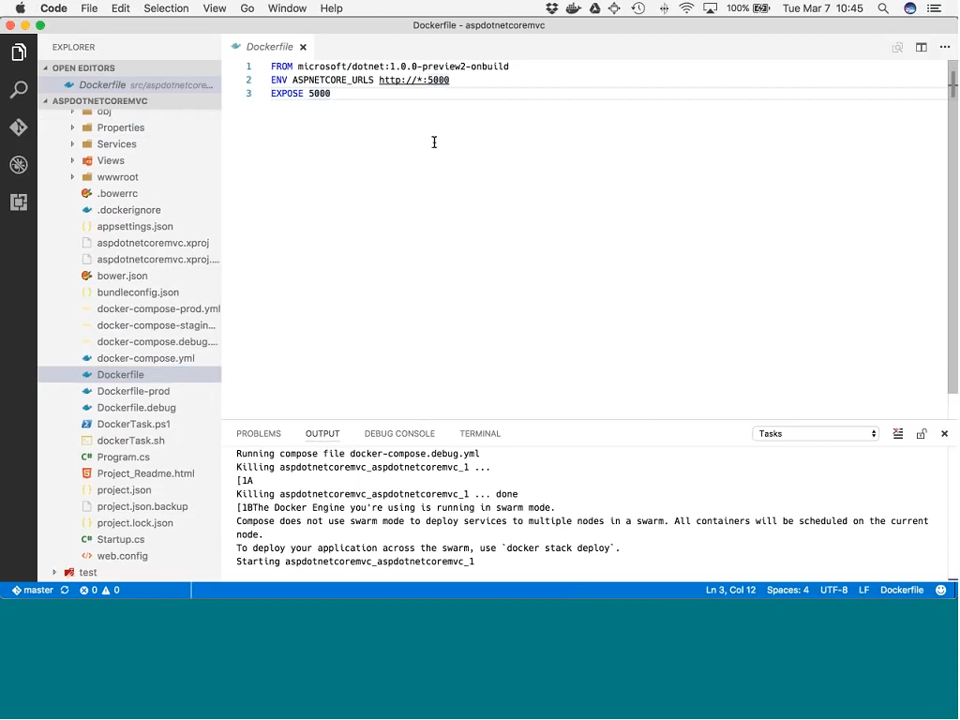 Code File Edit Selection View Go Window Help 100% Tue Mar 7 10:45
Dockerfile - aspdotnetcoremvc
EXPLORER
OPEN EDITORS
Dockerfile src/aspdotnetcore...
ASPDOTNETCOREMVC
obj
Properties
Services
Views
wwwroot
.bowerrc
.dockerignore
appsettings.json
aspdotnetcoremvc.xproj
aspdotnetcoremvc.xproj....
bower.json
bundleconfig.json
docker-compose-prod.yml
docker-compose-stagin...
docker-compose.debug....
docker-compose.yml
Dockerfile
Dockerfile-prod
Dockerfile.debug
DockerTask.ps1
dockerTask.sh
Program.cs
Project_Readme.html
project.json
project.json.backup
project.lock.json
Startup.cs
web.config
test
Dockerfile
1 FROM microsoft/dotnet:1.0.0-preview2-onbuild
2 ENV ASPNETCORE_URLS http://*:5000
3 EXPOSE 5000
PROBLEMS OUTPUT DEBUG CONSOLE TERMINAL Tasks
Running compose file docker-compose.debug.yml
Killing aspdotnetcoremvc_aspdotnetcoremvc_1 ...
[1A
Killing aspdotnetcoremvc_aspdotnetcoremvc_1 ... done
[1BThe Docker Engine you're using is running in swarm mode.
Compose does not use swarm mode to deploy services to multiple nodes in a swarm. All containers will be scheduled on the current
node.
To deploy your application across the swarm, use `docker stack deploy`.
Starting aspdotnetcoremvc_aspdotnetcoremvc_1
master 0 0 Ln 3, Col 12 Spaces: 4 UTF-8 LF Dockerfile